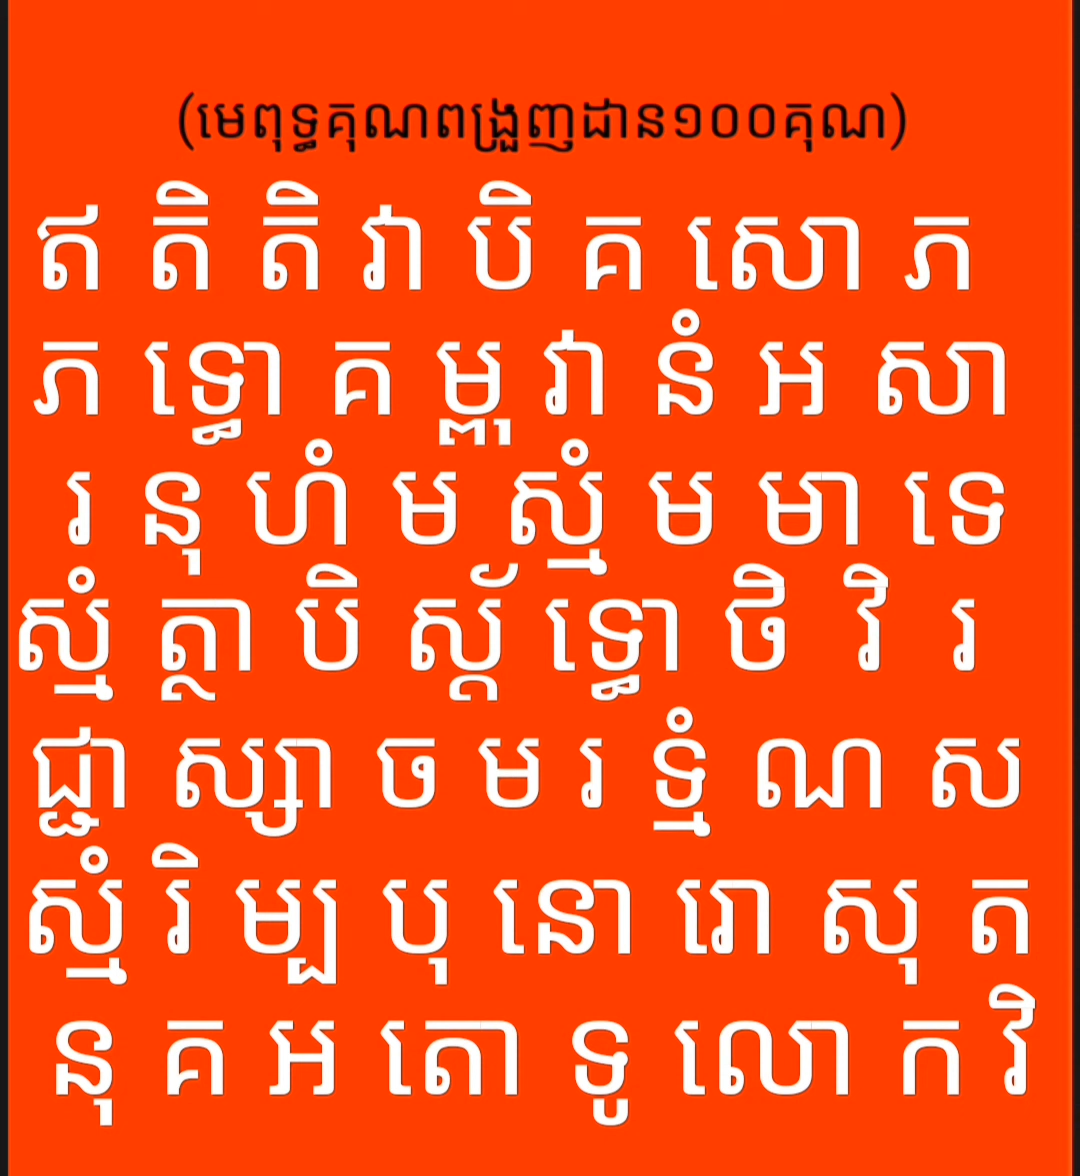 (មេពុទ្ធគុណពង្រួញដាន១០០គុណ)
ឥ តិ តិ វា បិ គ សោ ភ
ភ ទ្ធោ គ ម្ពុ វា នំ អ សា
រ នុ ហំ ម ស្មំ ម មា ទេ
ស្មំ ត្ថា បិ ស្ត័ ទ្ធោ ថិ វិ រ
ជ្ជា ស្សា ច ម រ ទ្មំ ណ ស
ស្មំ រិ ម្ប បុ នោ រោ សុ ត
នុ គ អ តោ ទូ លោ ក វិ